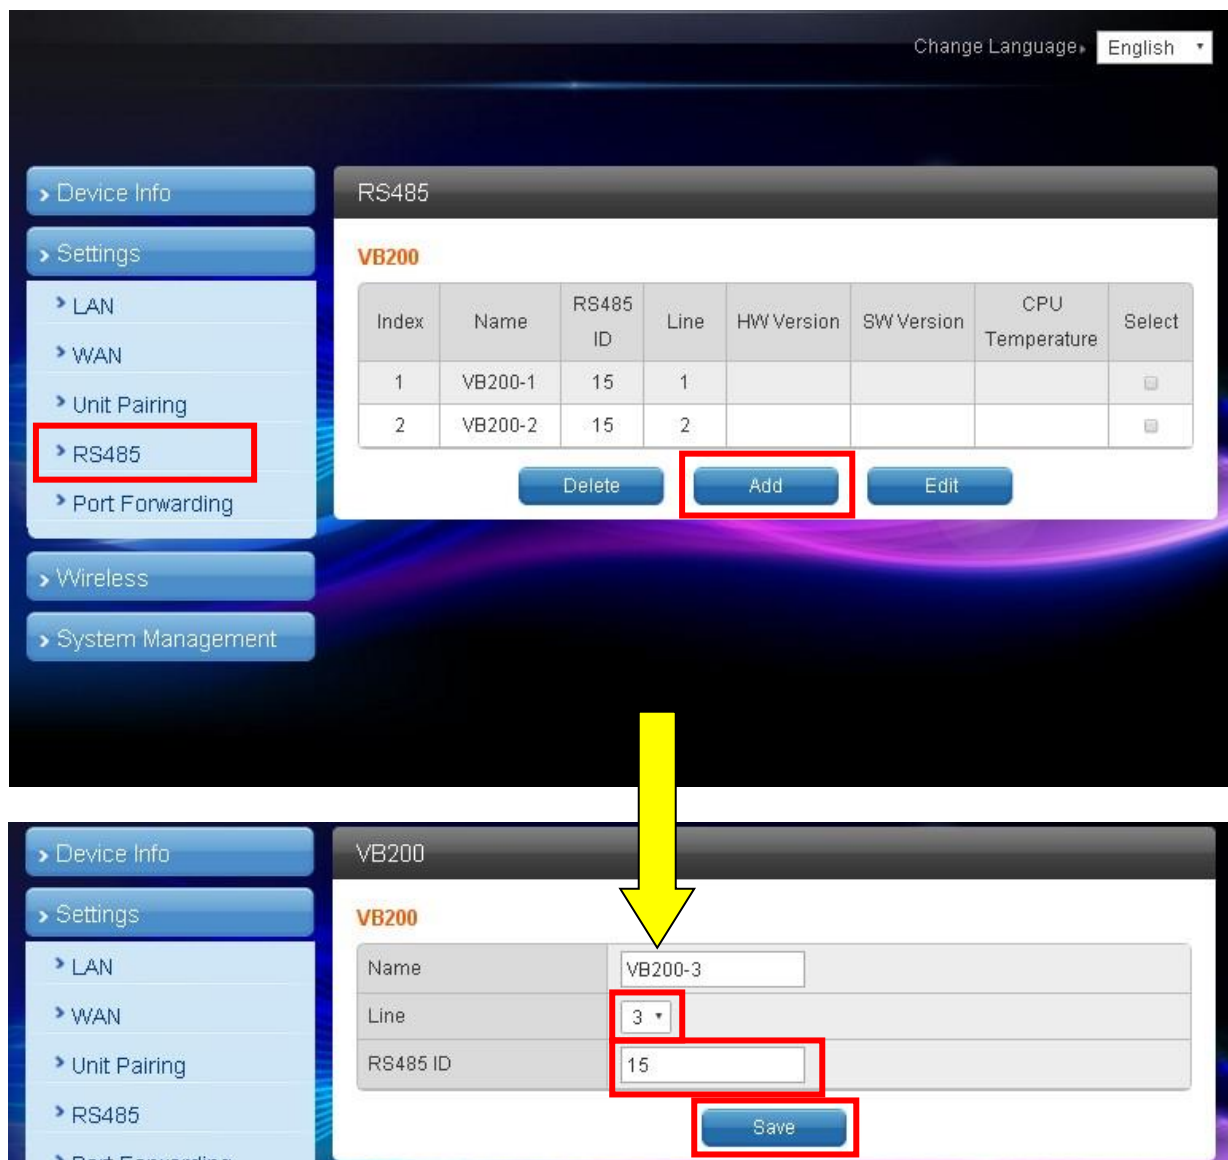 Change Language English
Device Info
Settings
LAN
WAN
Unit Pairing
RS485
Port Forwarding
Wireless
System Management
RS485
VB200
Index Name RS485 ID Line HW Version SW Version CPU Temperature Select
1 VB200-1 15 1
2 VB200-2 15 2
Delete Add Edit
Device Info
Settings
LAN
WAN
Unit Pairing
RS485
Port Forwarding
VB200
VB200
Name VB200-3
Line 3
RS485 ID 15
Save